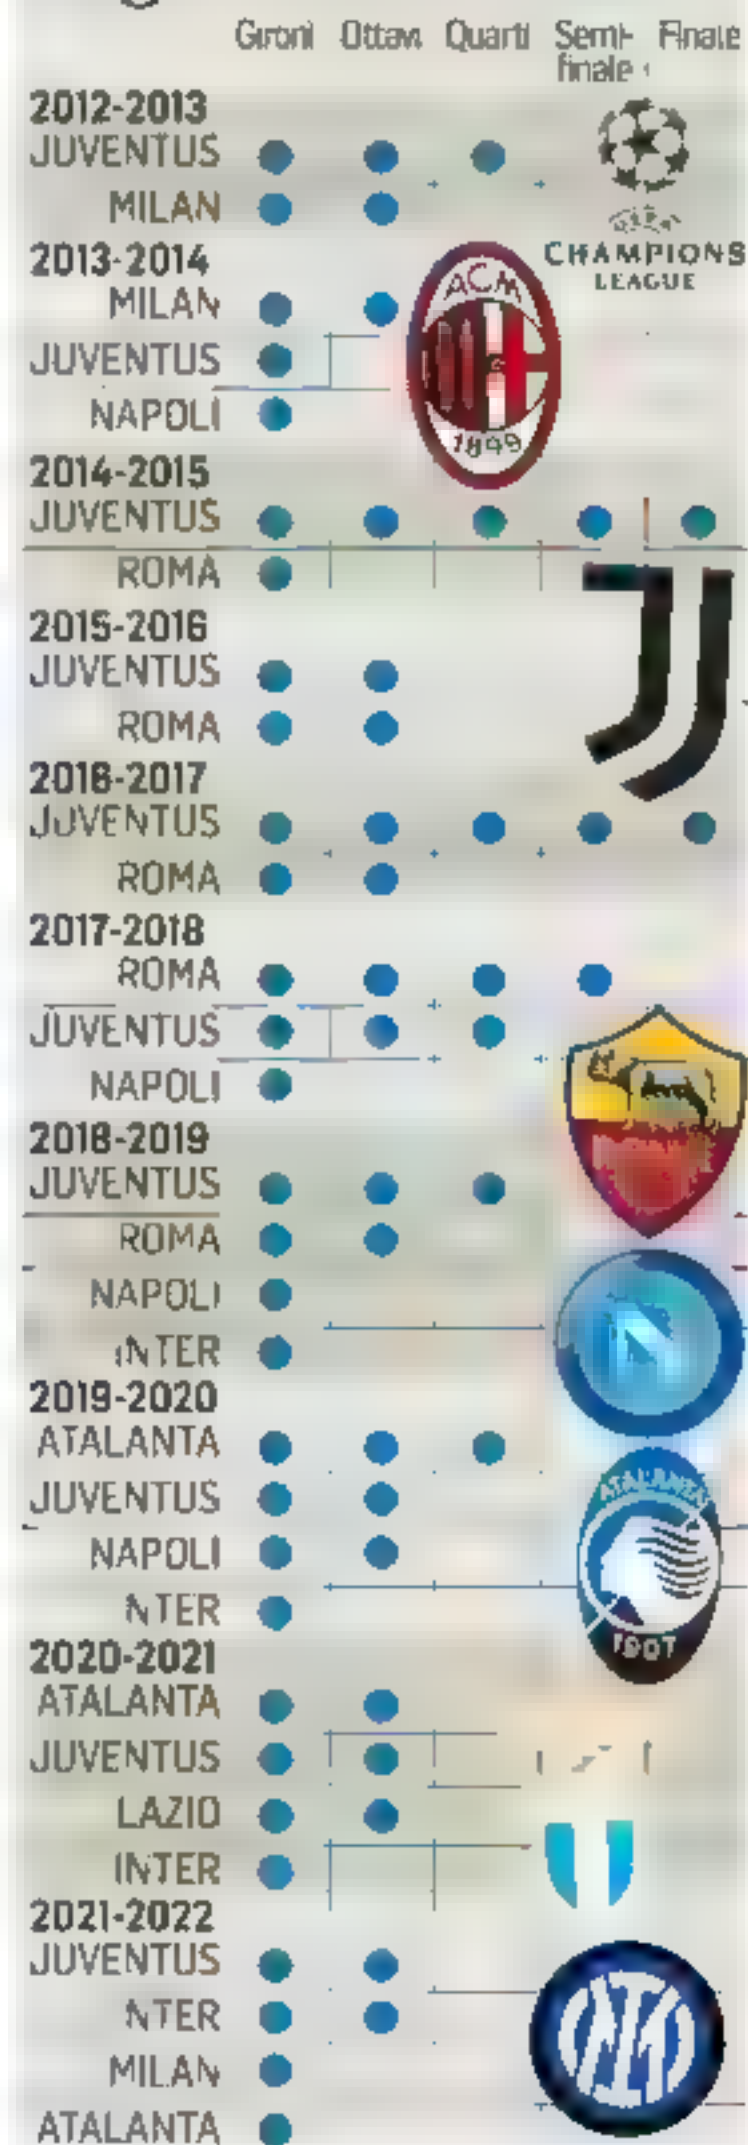 Gironi Ottavi Quarti Semi- Finale
finale
2012-2013
JUVENTUS
MILAN
CHAMPIONS
LEAGUE
2013-2014
MILAN
ACM
JUVENTUS
NAPOLI
1899
2014-2015
JUVENTUS
ROMA
2015-2016
JUVENTUS
ROMA
2016-2017
JUVENTUS
ROMA
2017-2018
ROMA
JUVENTUS
NAPOLI
2018-2019
JUVENTUS
ROMA
NAPOLI
INTER
2019-2020
ATALANTA
JUVENTUS
ATALANTA
NAPOLI
NTER
1907
2020-2021
ATALANTA
JUVENTUS
LAZIO
INTER
2021-2022
JUVENTUS
NTER
MILAN
ATALANTA